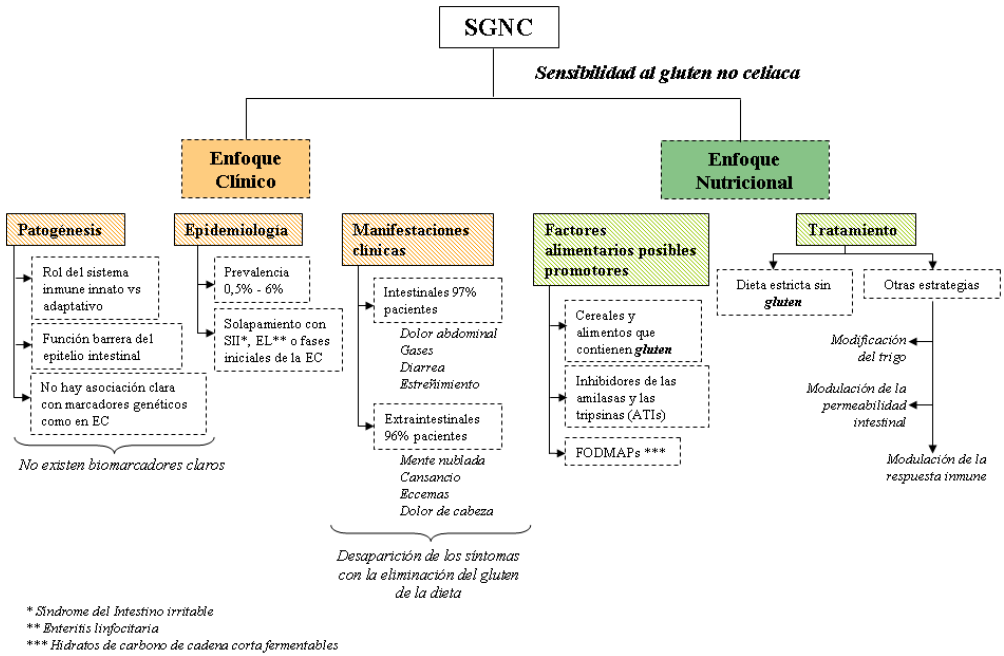 SGNC
Sensibilidad al gluten no celiaca
Enfoque
Clínico
Enfoque
Nutricional
Patogénesis
Rol del sistema
inmune innato vs
adaptativo
Función barrera del
epitelio intestinal
No hay asociación clara
con marcadores genéticos
como en EC
No existen biomarcadores claros
Epidemiología
Prevalencia
0,5% - 6%
Solapamiento con
SII*, EL** o fases
iniciales de la EC
Manifestaciones
clínicas
Intestinales 97%
pacientes
Dolor abdominal
Gases
Diarrea
Estreñimiento
Extraintestinales
96% pacientes
Mente nublada
Cansancio
Eccemas
Dolor de cabeza
Desaparición de los síntomas
con la eliminación del gluten
de la dieta
Factores
alimentarios posibles
promotores
Cereales y
alimentos que
contienen gluten
Inhibidores de las
amilasas y las
tripsinas (ATIs)
FODMAPs ***
Tratamiento
Dieta estricta sin
gluten
Otras estrategias
Modificación
del trigo
Modulación de la
permeabilidad
intestinal
Modulación de la
respuesta inmune
* Síndrome del Intestino irritable
** Enteritis linfocitaria
*** Hidratos de carbono de cadena corta fermentables